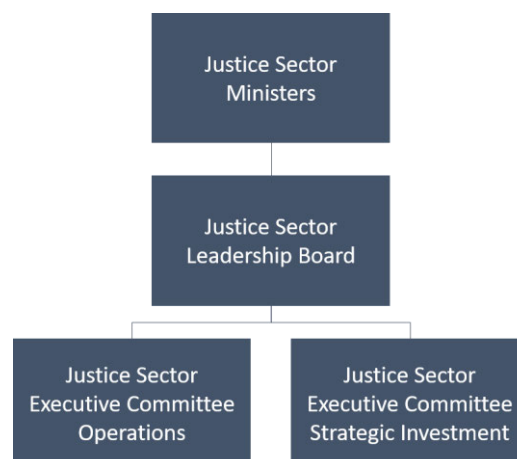 Justice Sector
Ministers
Justice Sector
Leadership Board
Justice Sector
Executive Committee
Operations
Justice Sector
Executive Committee
Strategic Investment